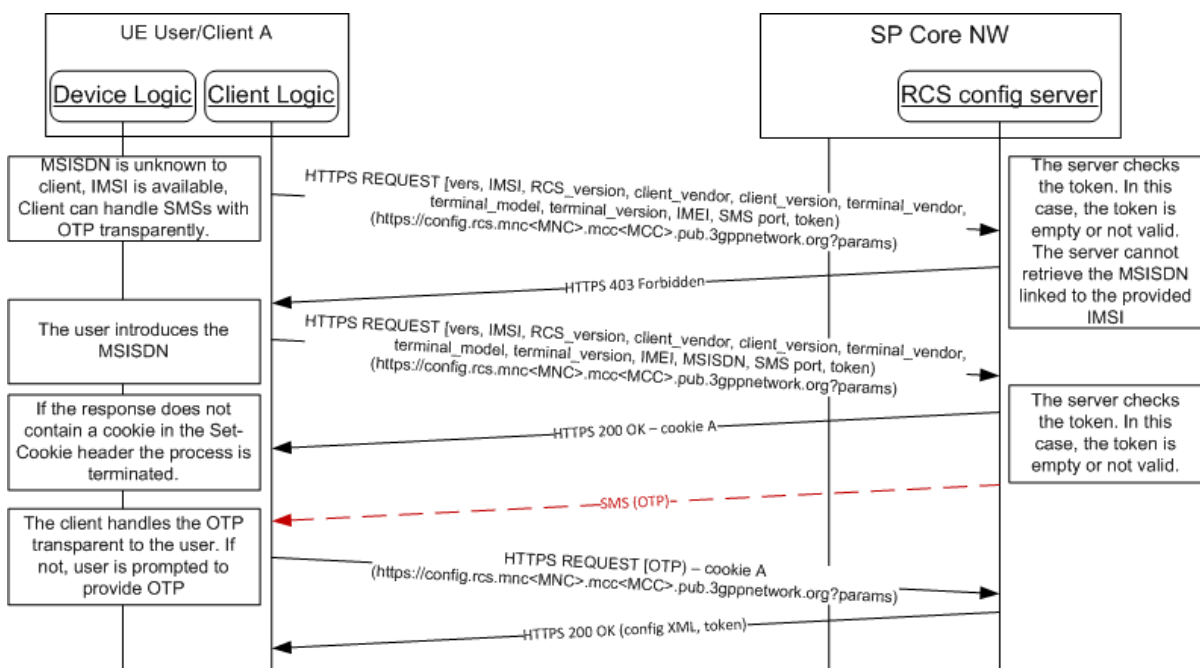 UE User/Client A
SP Core NW
Device Logic
Client Logic
RCS config server
MSISDN is unknown to
client, IMSI is available,
Client can handle SMSs with
OTP transparently.
HTTPS REQUEST [vers, IMSI, RCS_version, client_vendor, client_version, terminal_vendor,
terminal_model, terminal_version, IMEI, SMS port, token)
(https://config.rcs.mnc<MNC>.mcc<MCC>.pub.3gppnetwork.org?params)
The server checks
the token. In this
case, the token is
empty or not valid.
The server cannot
retrieve the MSISDN
linked to the provided
IMSI
HTTPS 403 Forbidden
The user introduces the
MSISDN
HTTPS REQUEST [vers, IMSI, RCS_version, client_vendor, client_version, terminal_vendor,
terminal_model, terminal_version, IMEI, MSISDN, SMS port, token)
(https://config.rcs.mnc<MNC>.mcc<MCC>.pub.3gppnetwork.org?params)
If the response does not
contain a cookie in the Set-
Cookie header the process is
terminated.
HTTPS 200 OK – cookie A
The server checks
the token. In this
case, the token is
empty or not valid.
SMS (OTP)
The client handles the OTP
transparent to the user. If
not, user is prompted to
provide OTP
HTTPS REQUEST [OTP) – cookie A
(https://config.rcs.mnc<MNC>.mcc<MCC>.pub.3gppnetwork.org?params)
HTTPS 200 OK (config XML, token)